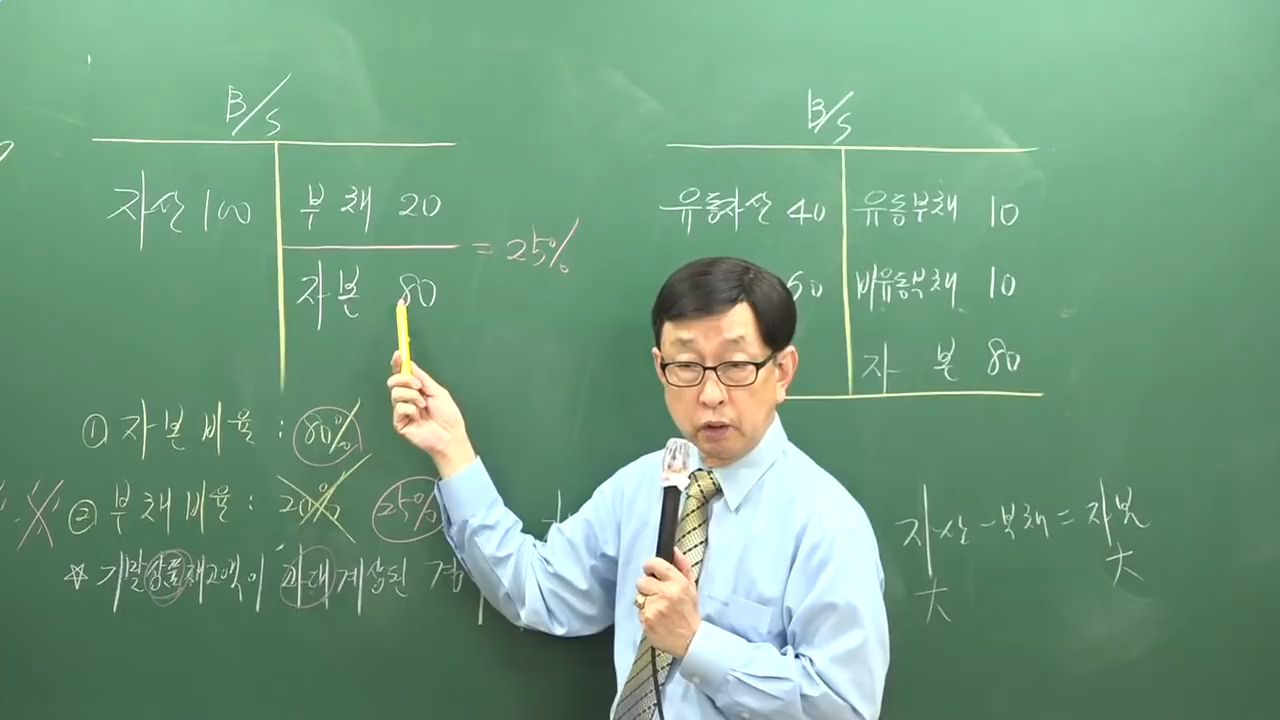 B/S
자산 100
부채 20
= 25%
자본 80
① 자본비율 : 80%
② 부채비율 : 20% 25%
☆ 기말상품재고액이 과대계상된 경
B/S
유동자산 40
유동부채 10
60
비유동부채 10
자본 80
자산 - 부채 = 자본
大 大